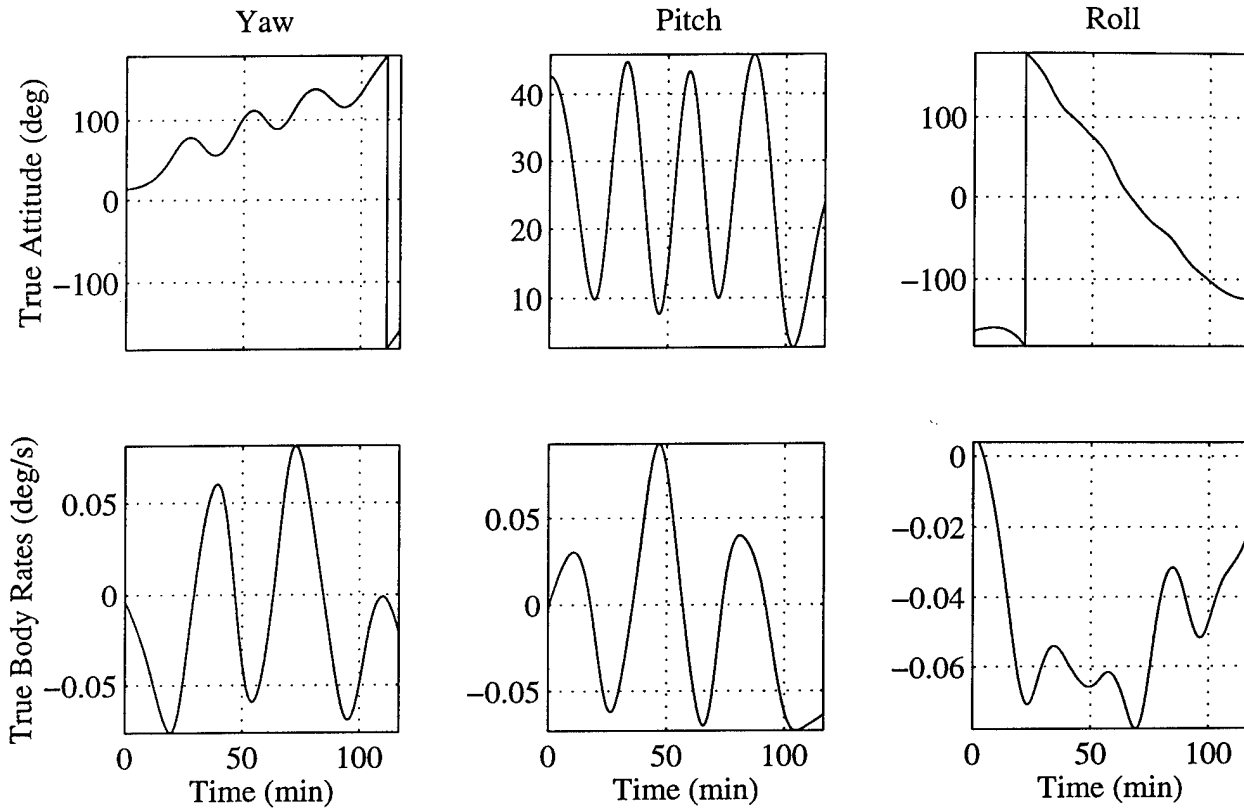 Yaw
Pitch
Roll
True Attitude (deg)
100
0
−100
40
30
20
10
100
0
−100
True Body Rates (deg/s)
0.05
0
−0.05
0.05
0
−0.05
0
−0.02
−0.04
−0.06
0 50 100
0 50 100
0 50 100
Time (min)
Time (min)
Time (min)